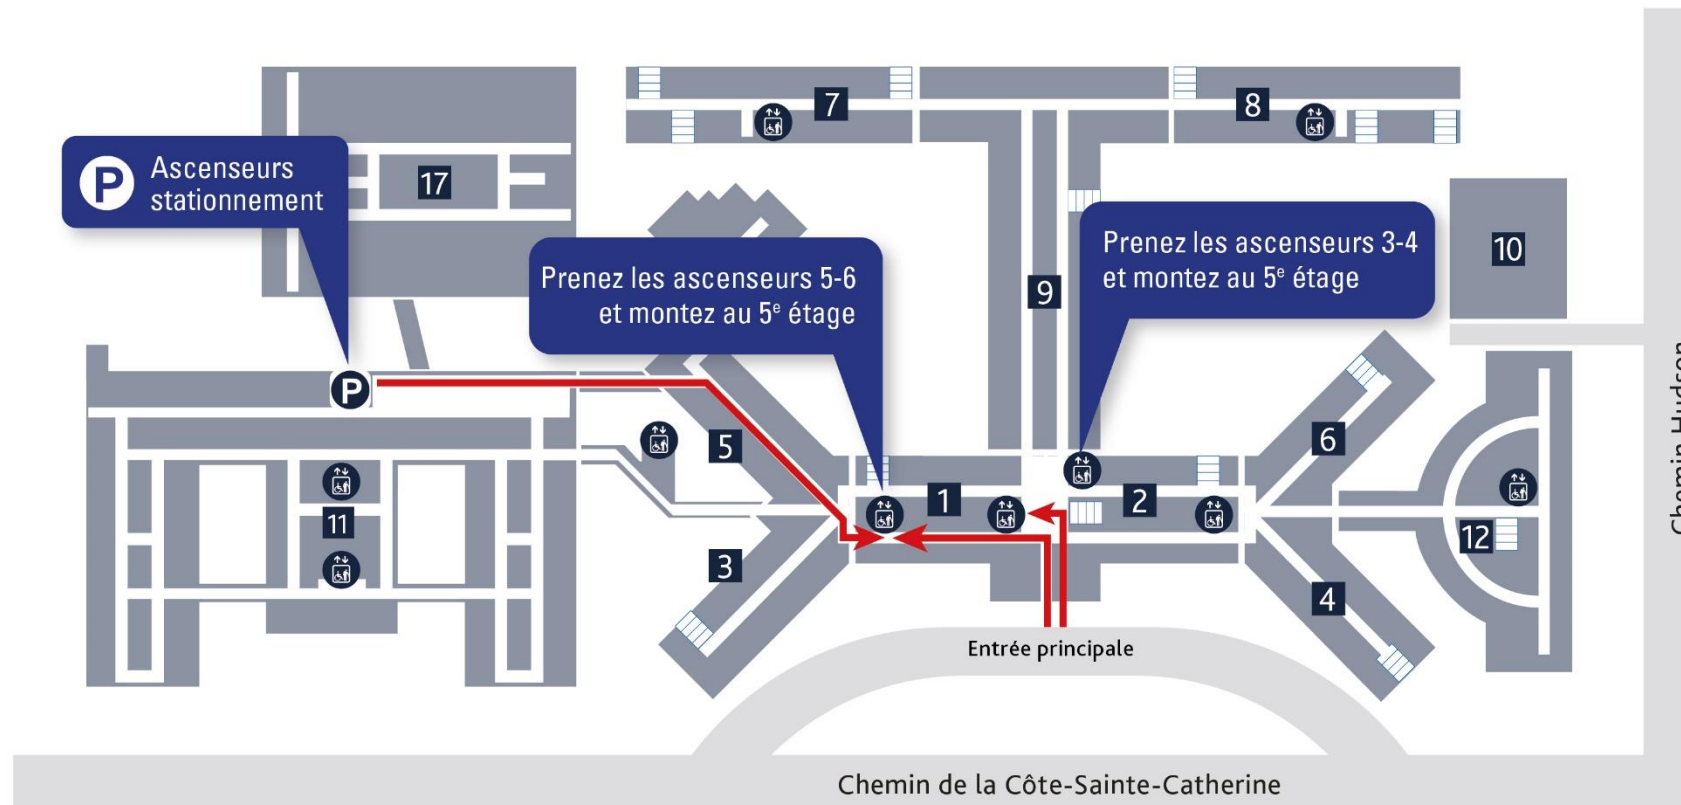 7
8
P Ascenseurs
stationnement
17
Prenez les ascenseurs 5-6
et montez au 5e étage
Prenez les ascenseurs 3-4
et montez au 5e étage
10
9
P
5
6
1
2
11
12
3
4
Entrée principale
Chemin de la Côte-Sainte-Catherine
Chemin Hudson